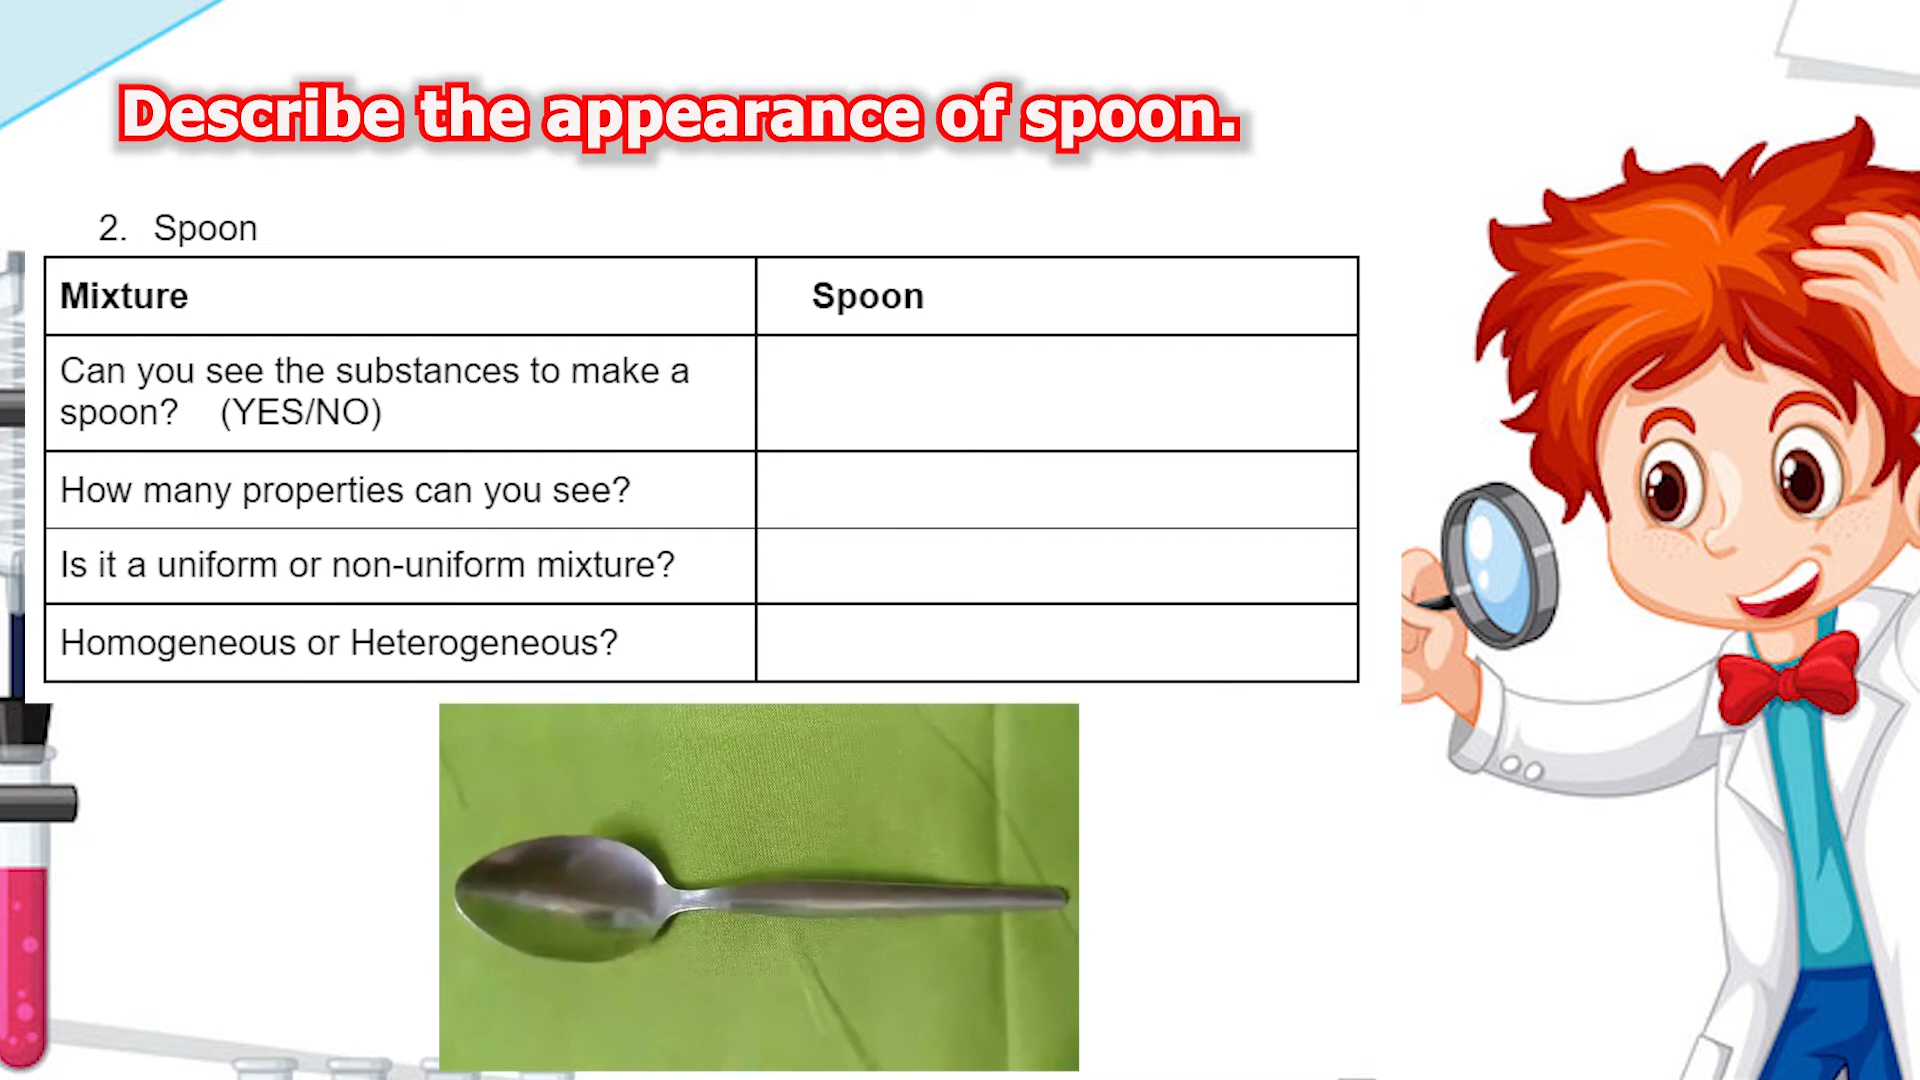 Describe the appearance of spoon.
2. Spoon
Mixture Spoon
Can you see the substances to make a
spoon? (YES/NO)
How many properties can you see?
Is it a uniform or non-uniform mixture?
Homogeneous or Heterogeneous?